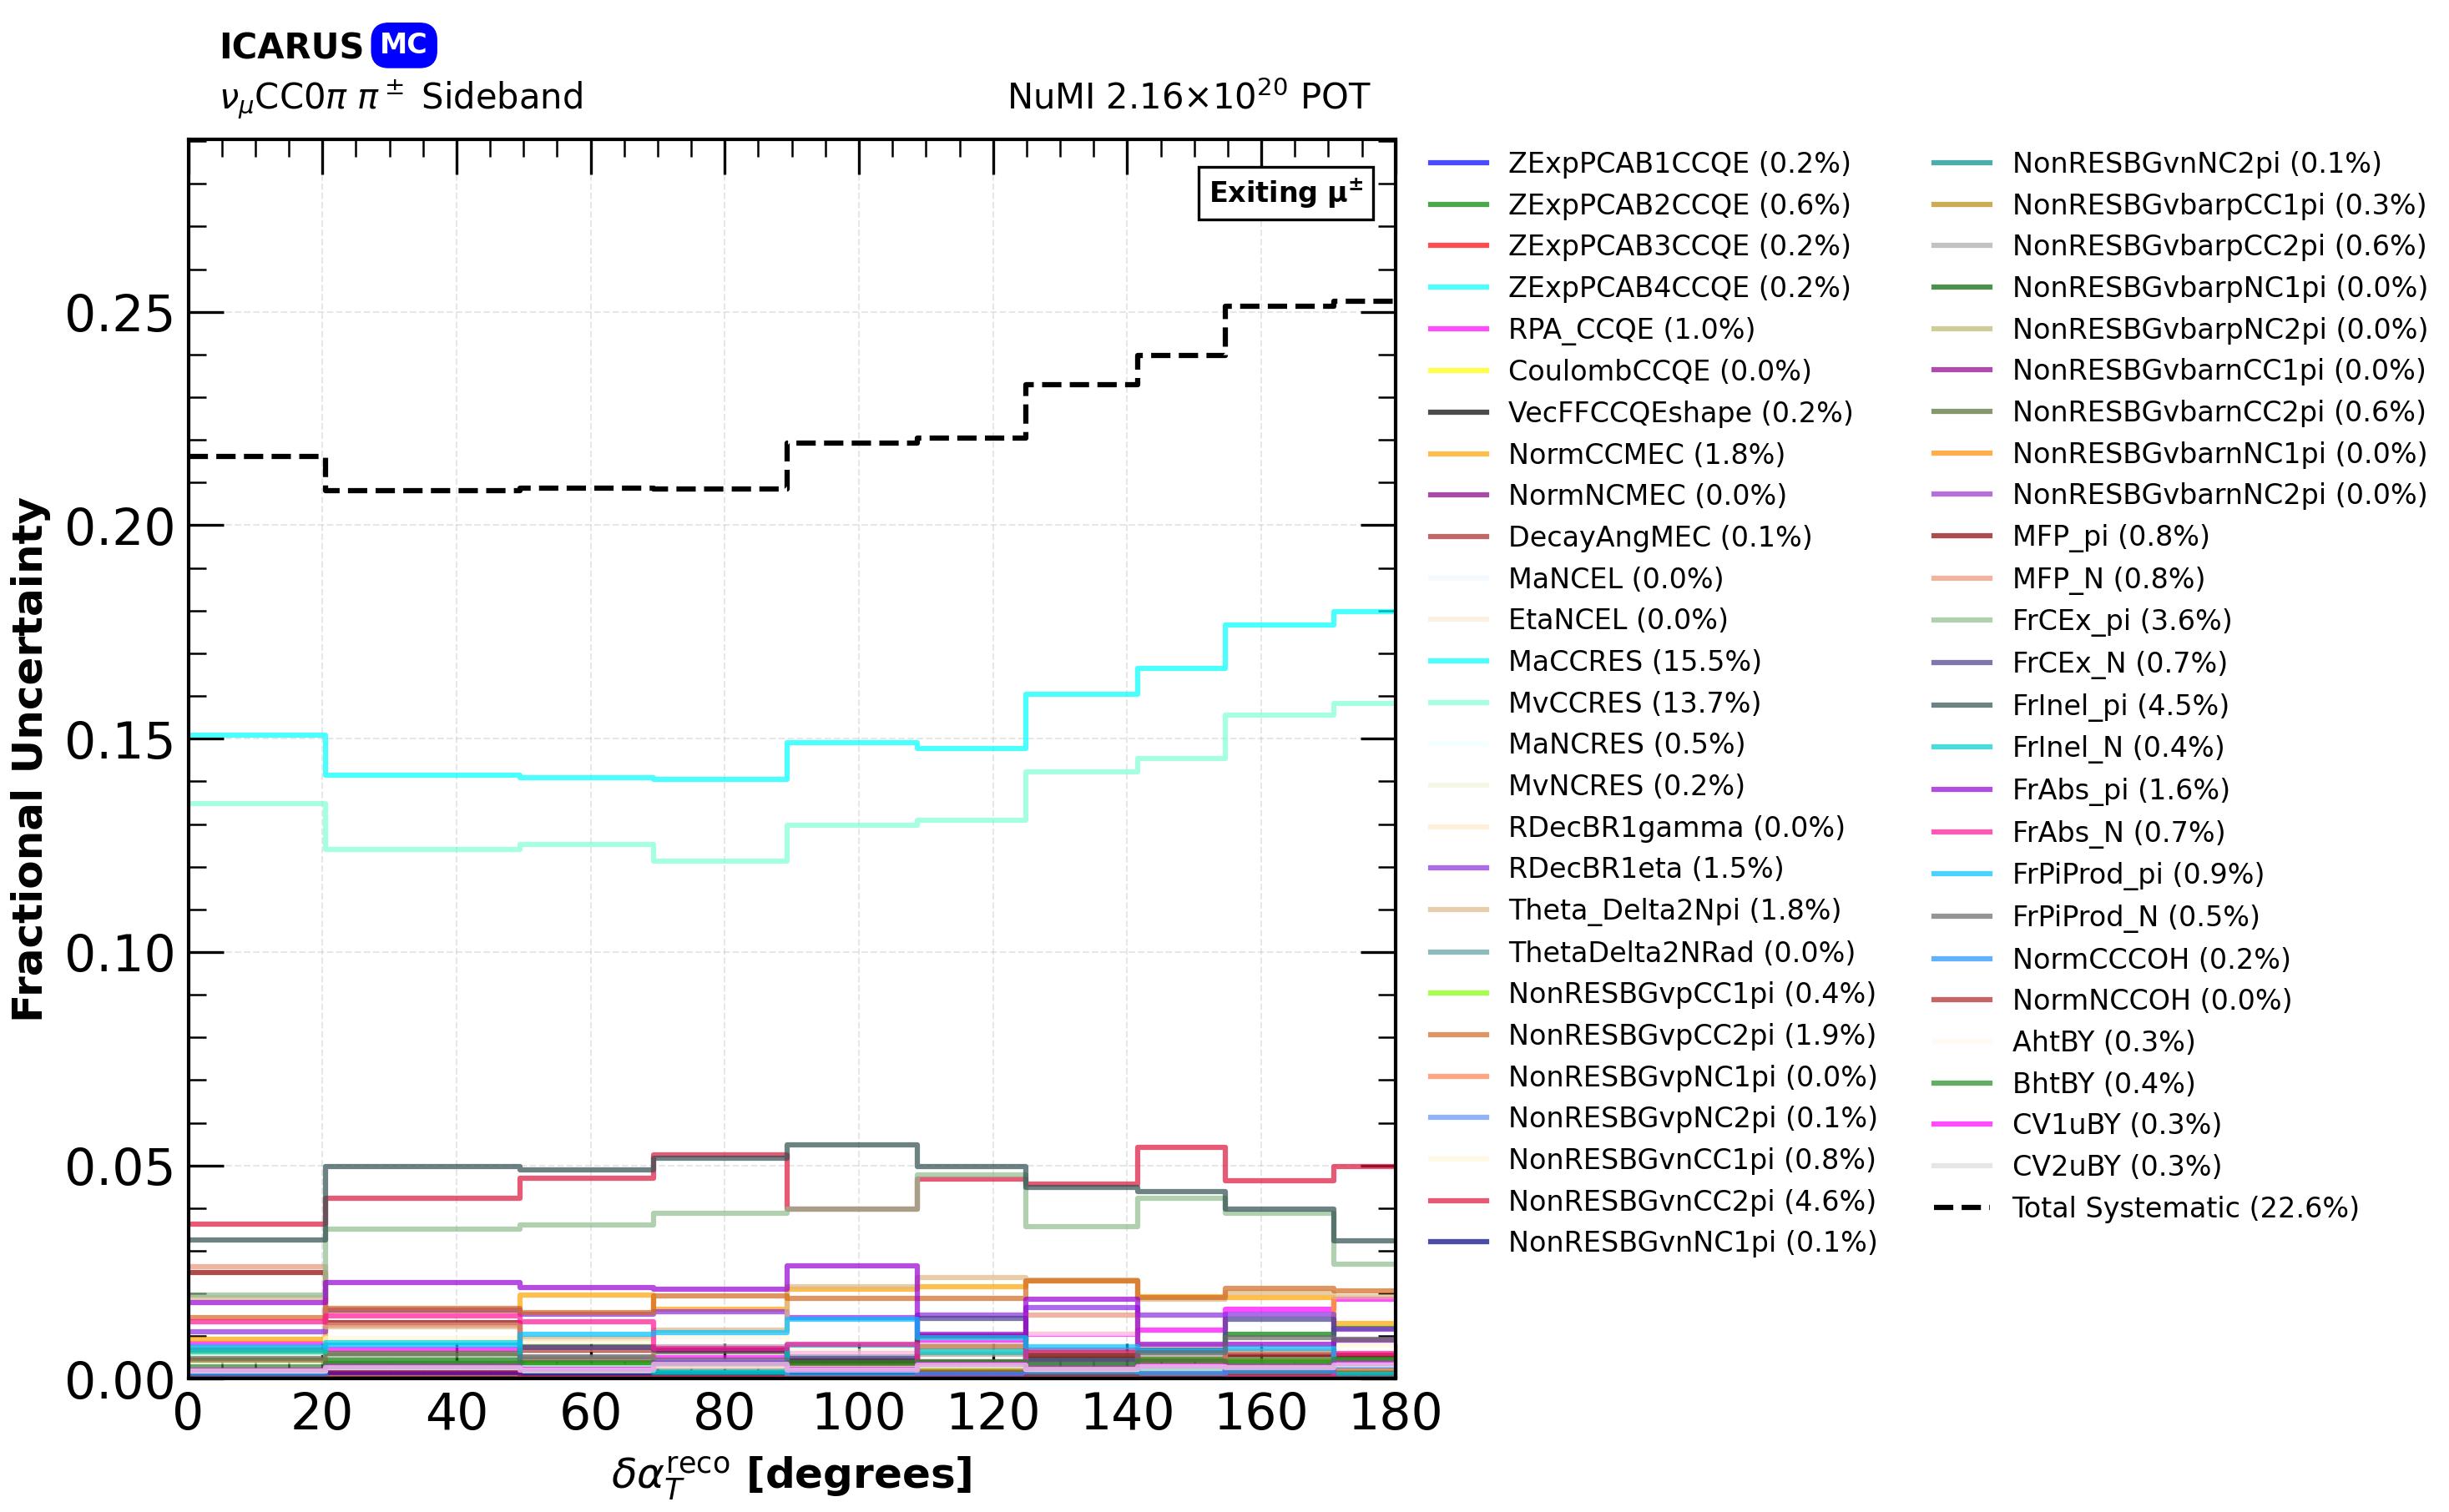 ICARUS MC
νμCC0π π± Sideband
NuMI 2.16×10²⁰ POT
Exiting μ±
Fractional Uncertainty
0.25
0.20
0.15
0.10
0.05
0.00
0 20 40 60 80 100 120 140 160 180
δα_T^reco [degrees]
ZExpPCAB1CCQE (0.2%)
ZExpPCAB2CCQE (0.6%)
ZExpPCAB3CCQE (0.2%)
ZExpPCAB4CCQE (0.2%)
RPA_CCQE (1.0%)
CoulombCCQE (0.0%)
VecFFCCQEshape (0.2%)
NormCCMEC (1.8%)
NormNCMEC (0.0%)
DecayAngMEC (0.1%)
MaNCEL (0.0%)
EtaNCEL (0.0%)
MaCCRES (15.5%)
MvCCRES (13.7%)
MaNCRES (0.5%)
MvNCRES (0.2%)
RDecBR1gamma (0.0%)
RDecBR1eta (1.5%)
Theta_Delta2Npi (1.8%)
ThetaDelta2NRad (0.0%)
NonRESBGvpCC1pi (0.4%)
NonRESBGvpCC2pi (1.9%)
NonRESBGvpNC1pi (0.0%)
NonRESBGvpNC2pi (0.1%)
NonRESBGvnCC1pi (0.8%)
NonRESBGvnCC2pi (4.6%)
NonRESBGvnNC1pi (0.1%)
NonRESBGvnNC2pi (0.1%)
NonRESBGvbarpCC1pi (0.3%)
NonRESBGvbarpCC2pi (0.6%)
NonRESBGvbarpNC1pi (0.0%)
NonRESBGvbarpNC2pi (0.0%)
NonRESBGvbarnCC1pi (0.0%)
NonRESBGvbarnCC2pi (0.6%)
NonRESBGvbarnNC1pi (0.0%)
NonRESBGvbarnNC2pi (0.0%)
MFP_pi (0.8%)
MFP_N (0.8%)
FrCEx_pi (3.6%)
FrCEx_N (0.7%)
FrInel_pi (4.5%)
FrInel_N (0.4%)
FrAbs_pi (1.6%)
FrAbs_N (0.7%)
FrPiProd_pi (0.9%)
FrPiProd_N (0.5%)
NormCCCOH (0.2%)
NormNCCOH (0.0%)
AhtBY (0.3%)
BhtBY (0.4%)
CV1uBY (0.3%)
CV2uBY (0.3%)
Total Systematic (22.6%)